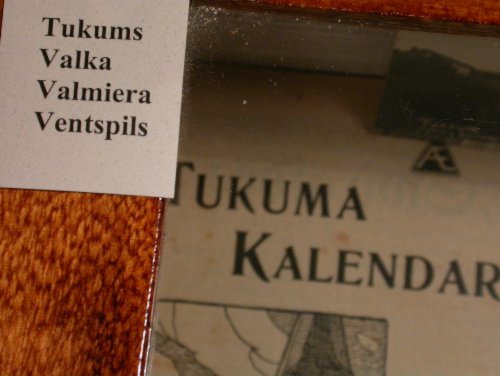 Tukums
Valka
Valmiera
Ventspils
Æ
TUKUMA
KALENDAR